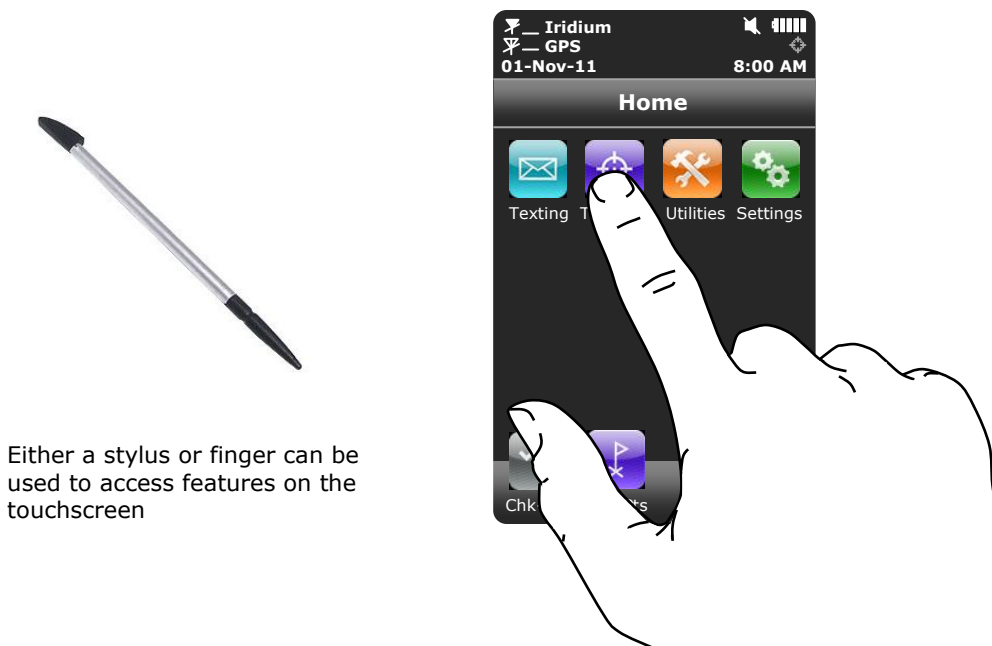 Iridium
GPS
01-Nov-11 8:00 AM
Home
Texting T Utilities Settings
Either a stylus or finger can be
used to access features on the
touchscreen
Chk ts